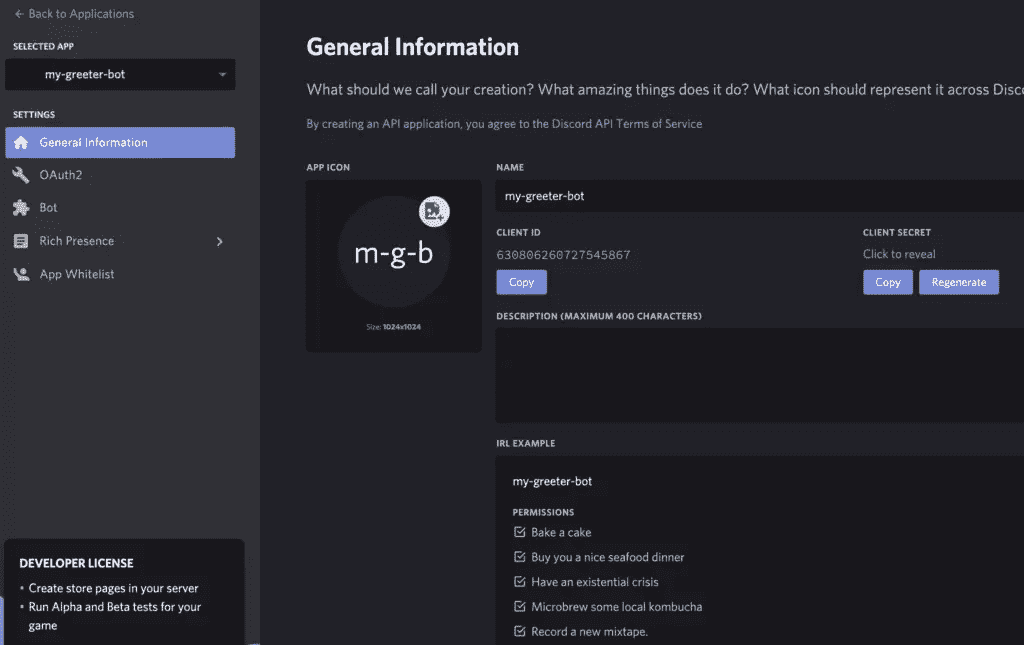 Back to Applications
SELECTED APP
my-greeter-bot
SETTINGS
General Information
OAuth2
Bot
Rich Presence
App Whitelist
DEVELOPER LICENSE
• Create store pages in your server
• Run Alpha and Beta tests for your
game
General Information
What should we call your creation? What amazing things does it do? What icon should represent it across Disc
By creating an API application, you agree to the Discord API Terms of Service
APP ICON
m-g-b
Size: 1024x1024
NAME
my-greeter-bot
CLIENT ID
630806260727545867
Copy
CLIENT SECRET
Click to reveal
Copy Regenerate
DESCRIPTION (MAXIMUM 400 CHARACTERS)
IRL EXAMPLE
my-greeter-bot
PERMISSIONS
Bake a cake
Buy you a nice seafood dinner
Have an existential crisis
Microbrew some local kombucha
Record a new mixtape.